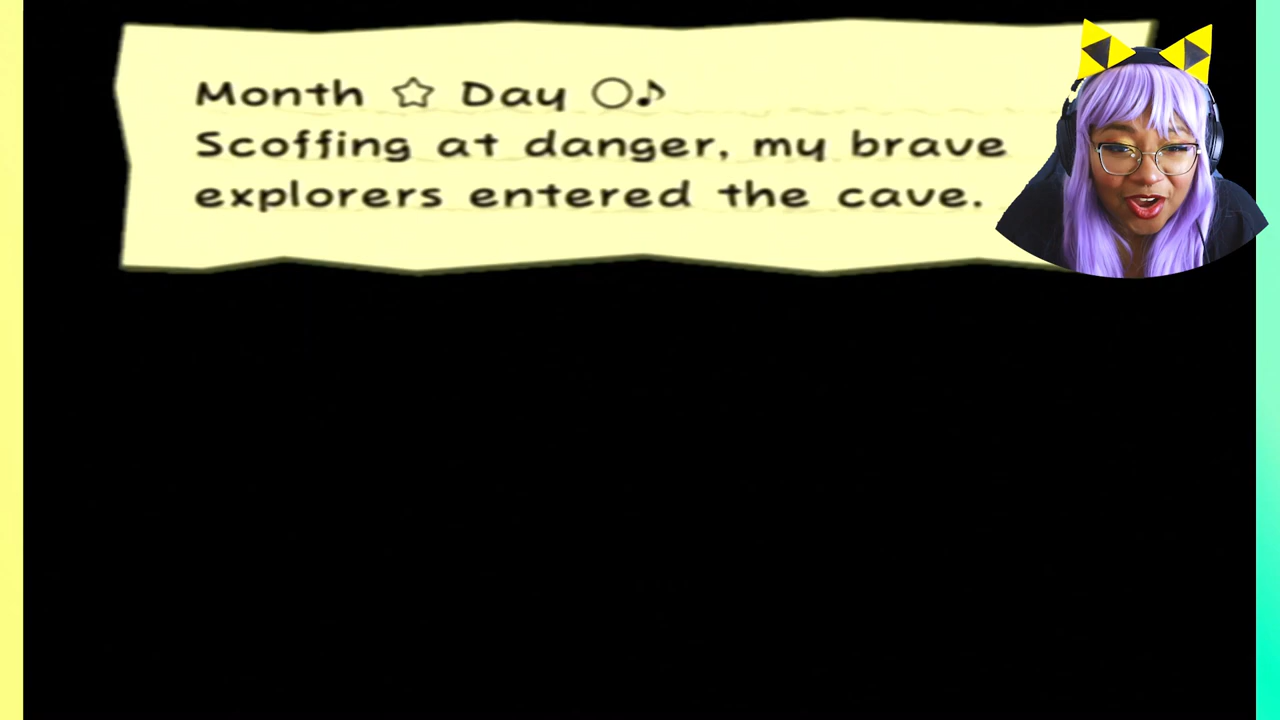 Month ☆ Day ○♪
Scoffing at danger, my brave
explorers entered the cave.